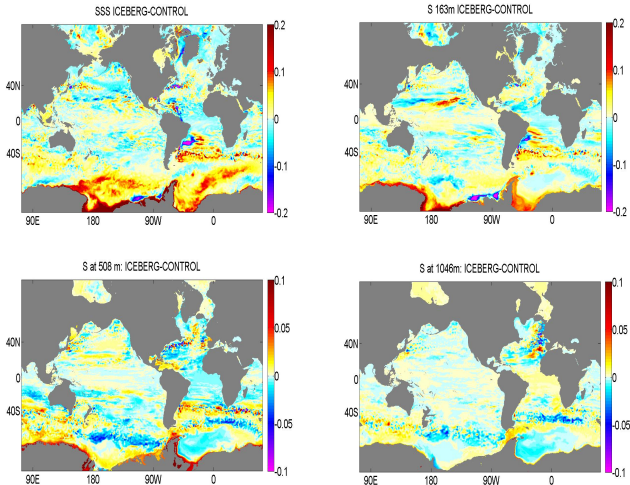 SSS ICEBERG-CONTROL
0.2
0.1
0
-0.1
-0.2
40N
0
40S
90E 180 90W 0
S 163m ICEBERG-CONTROL
0.2
0.1
0
-0.1
-0.2
40N
0
40S
90E 180 90W 0
S at 508 m: ICEBERG-CONTROL
0.1
0.05
0
-0.05
-0.1
40N
0
40S
90E 180 90W 0
S at 1046m: ICEBERG-CONTROL
0.1
0.05
0
-0.05
-0.1
40N
0
40S
90E 180 90W 0